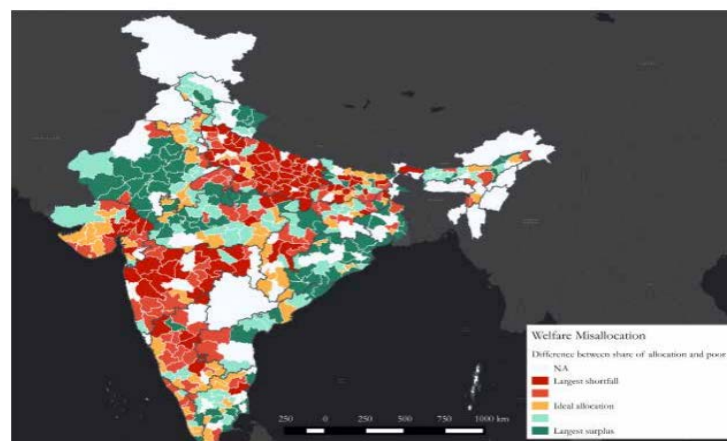 Welfare Misallocation
Difference between share of allocation and poor
NA
Largest shortfall
Ideal allocation
Largest surplus
250 0 250 500 750 1000 km